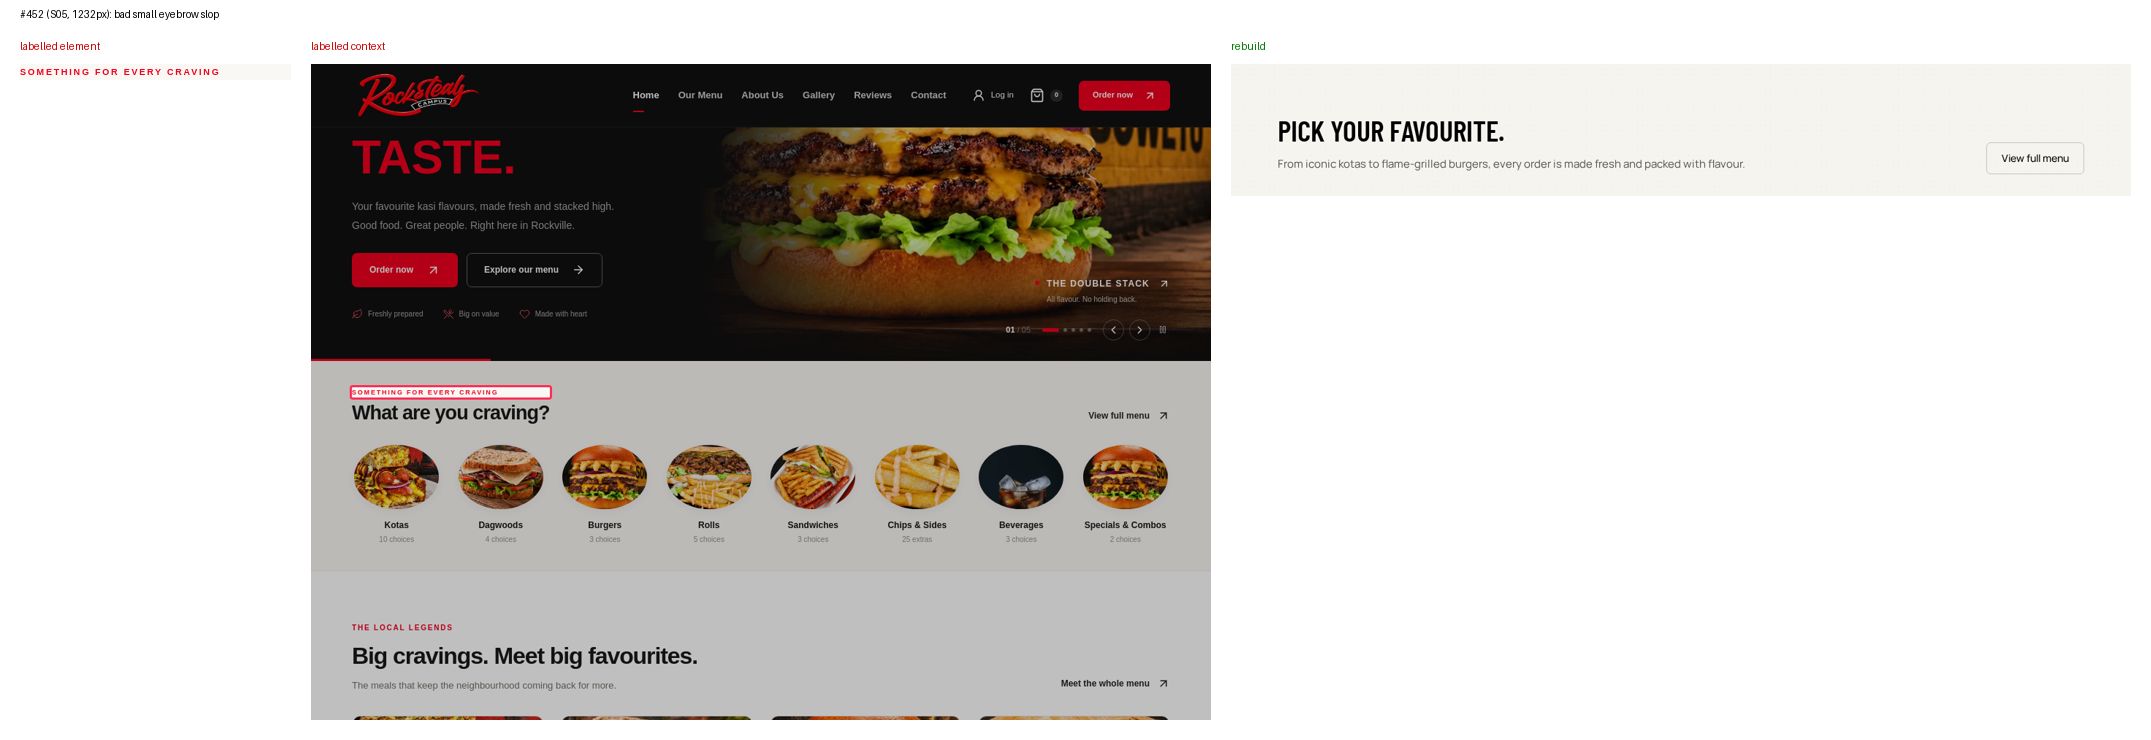 #452 (S05, 1232px): bad small eyebrow slop
labelled element
labelled context
rebuild
SOMETHING FOR EVERY CRAVING
Rocksteady
CAMPUS
Home
Our Menu
About Us
Gallery
Reviews
Contact
Log in
0
Order now
TASTE.
Your favourite kasi flavours, made fresh and stacked high.
Good food. Great people. Right here in Rockville.
Order now
Explore our menu
Freshly prepared
Big on value
Made with heart
THE DOUBLE STACK
All flavour. No holding back.
01 / 05
SOMETHING FOR EVERY CRAVING
What are you craving?
View full menu
Kotas
Dagwoods
Burgers
Rolls
Sandwiches
Chips & Sides
Beverages
Specials & Combos
10 choices
4 choices
3 choices
5 choices
3 choices
25 extras
3 choices
2 choices
THE LOCAL LEGENDS
Big cravings. Meet big favourites.
The meals that keep the neighbourhood coming back for more.
Meet the whole menu
PICK YOUR FAVOURITE.
From iconic kotas to flame-grilled burgers, every order is made fresh and packed with flavour.
View full menu